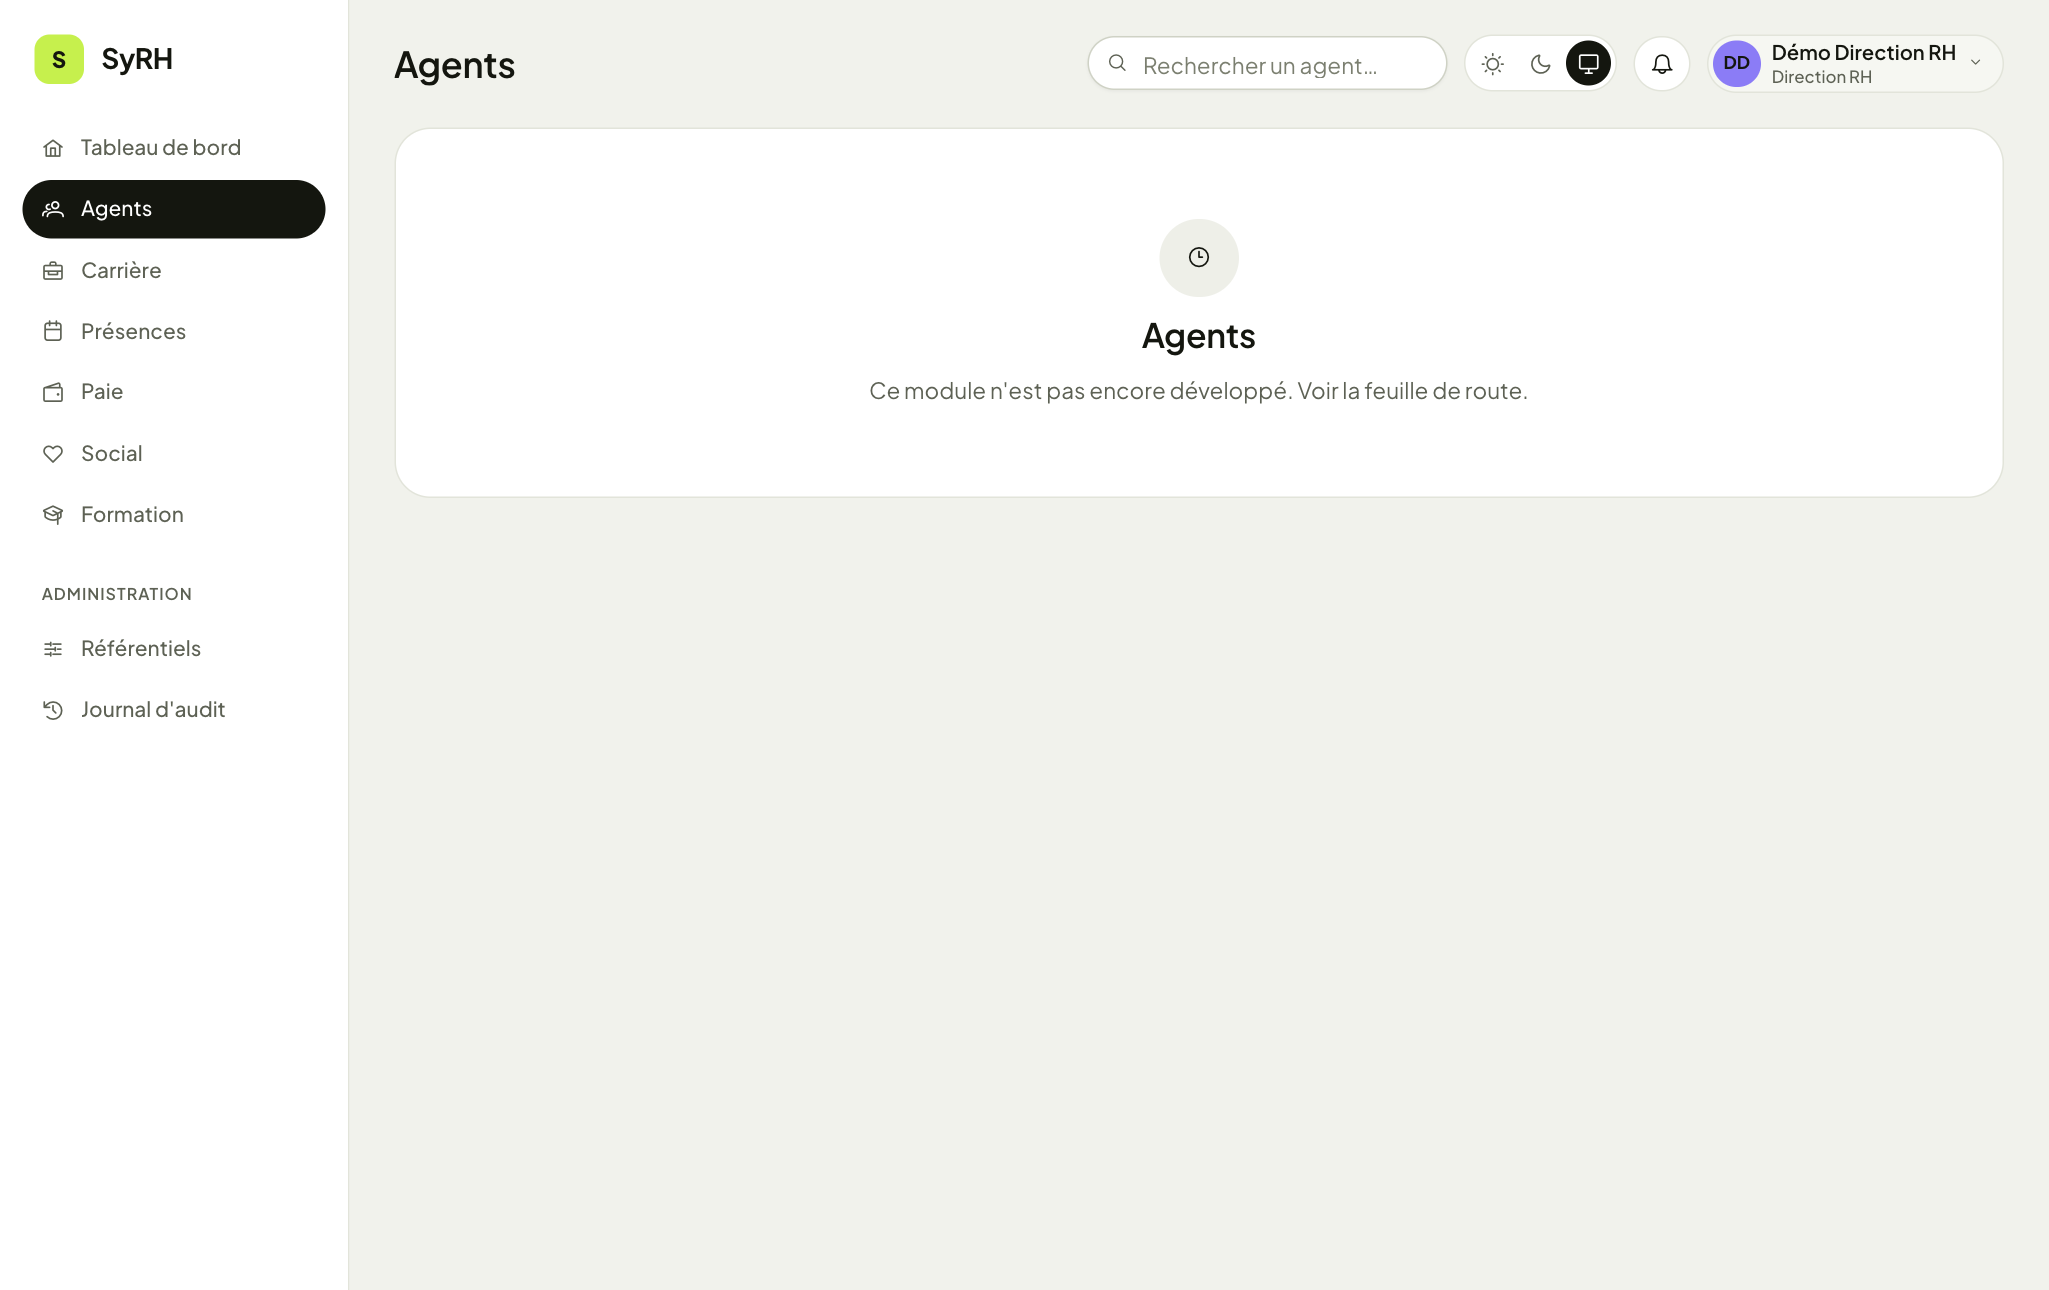 S
SyRH
Tableau de bord
Agents
Carrière
Présences
Paie
Social
Formation
ADMINISTRATION
Référentiels
Journal d'audit
Agents
Rechercher un agent...
DD
Démo Direction RH
Direction RH
Agents
Ce module n'est pas encore développé. Voir la feuille de route.